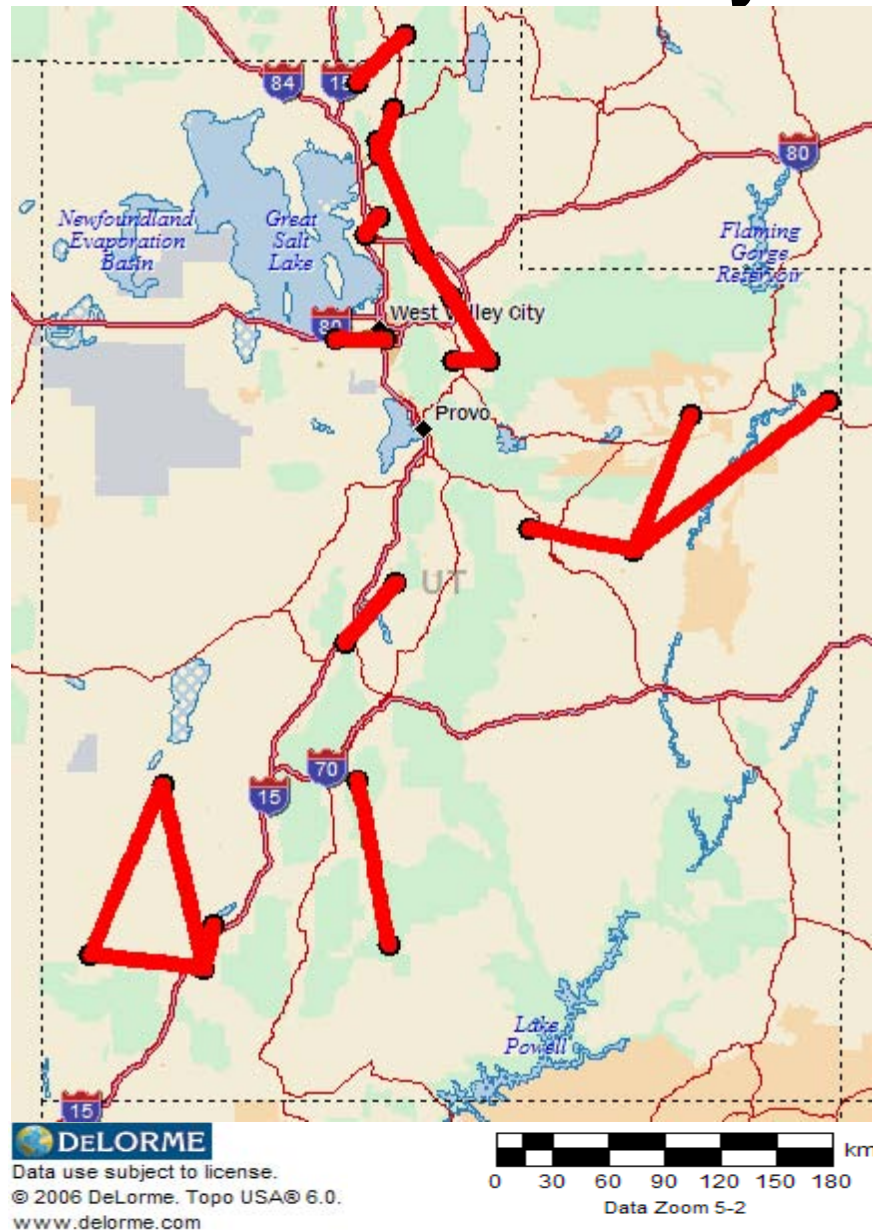 84
15
80
Newfoundland
Evaporation
Basin
Great
Salt
Lake
Flaming
Gorge
Reservoir
West Valley City
Provo
UT
70
15
Lake
Powell
15
DELORME
km
Data use subject to license.
0 30 60 90 120 150 180
© 2006 DeLorme. Topo USA® 6.0.
Data Zoom 5-2
www.delorme.com